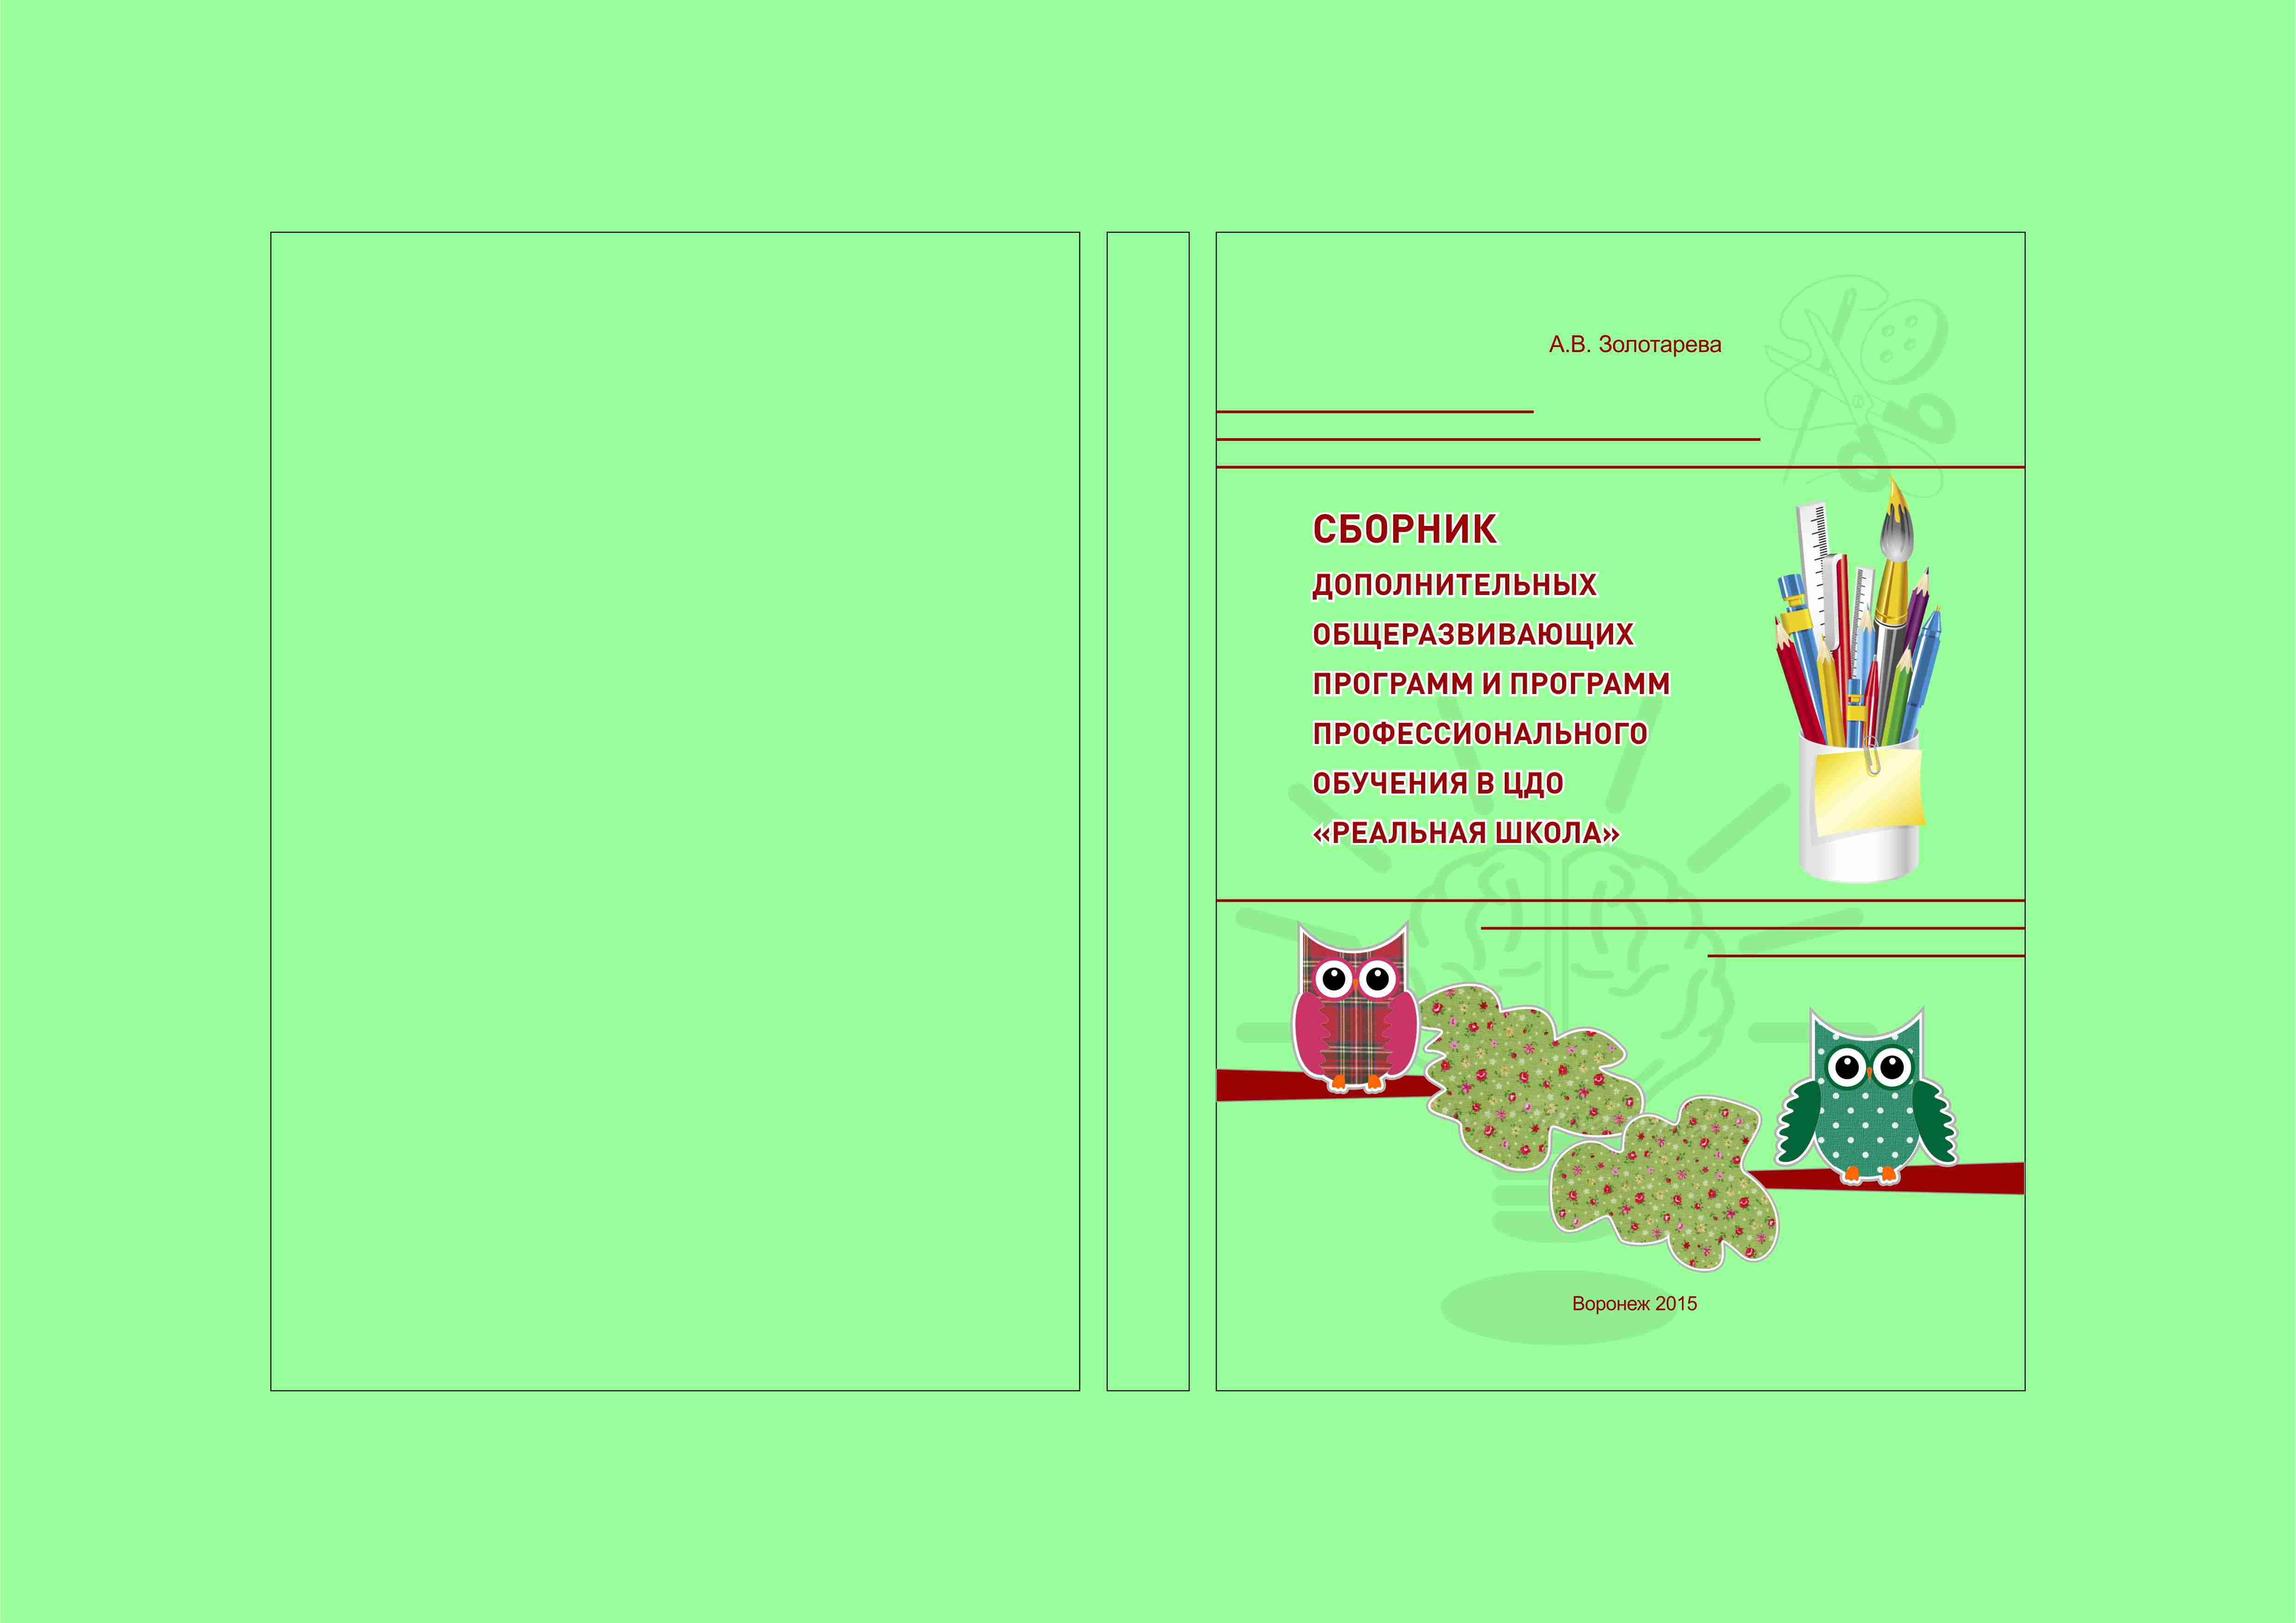 А.В. Золотарева
СБОРНИК
ДОПОЛНИТЕЛЬНЫХ
ОБЩЕРАЗВИВАЮЩИХ
ПРОГРАММ И ПРОГРАММ
ПРОФЕССИОНАЛЬНОГО
ОБУЧЕНИЯ В ЦДО
«РЕАЛЬНАЯ ШКОЛА»
Воронеж 2015